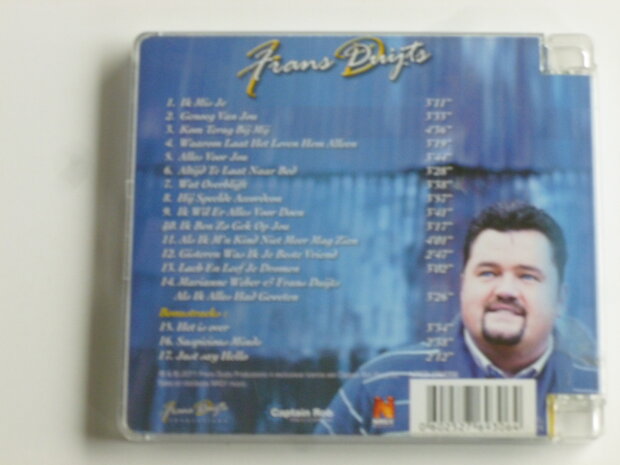 Frans Duijts
1. Ik Mis Je 3'11"
2. Genoeg Van Jou 3'35"
3. Kom Terug Bij Mij 4'36"
4. Waarom Laat Het Leven Hem Alleen 3'19"
5. Alles Voor Jou
6. Altijd Te Laat Naar Bed 3'28"
7. Wat Overblijft 3'38"
8. Hij Speelde Accordeon 3'52"
9. Ik Wil Er Alles Voor Doen 3'41"
10. Ik Ben Zo Gek Op Jou 3'17"
11. Als Ik M'n Kind Niet Meer Mag Zien 4'01"
12. Gisteren Was Ik Je Beste Vriend 2'47"
13. Lach En Leef Je Dromen 3'02"
14. Marianne Weber & Frans Duijts
Als Ik Alles Had Geweten 3'26"
Bonustracks :
15. Het is over 3'54"
16. Suspicious Minds 2'58"
17. Just say Hello 2'12"
Frans Duijts
Captain Rob